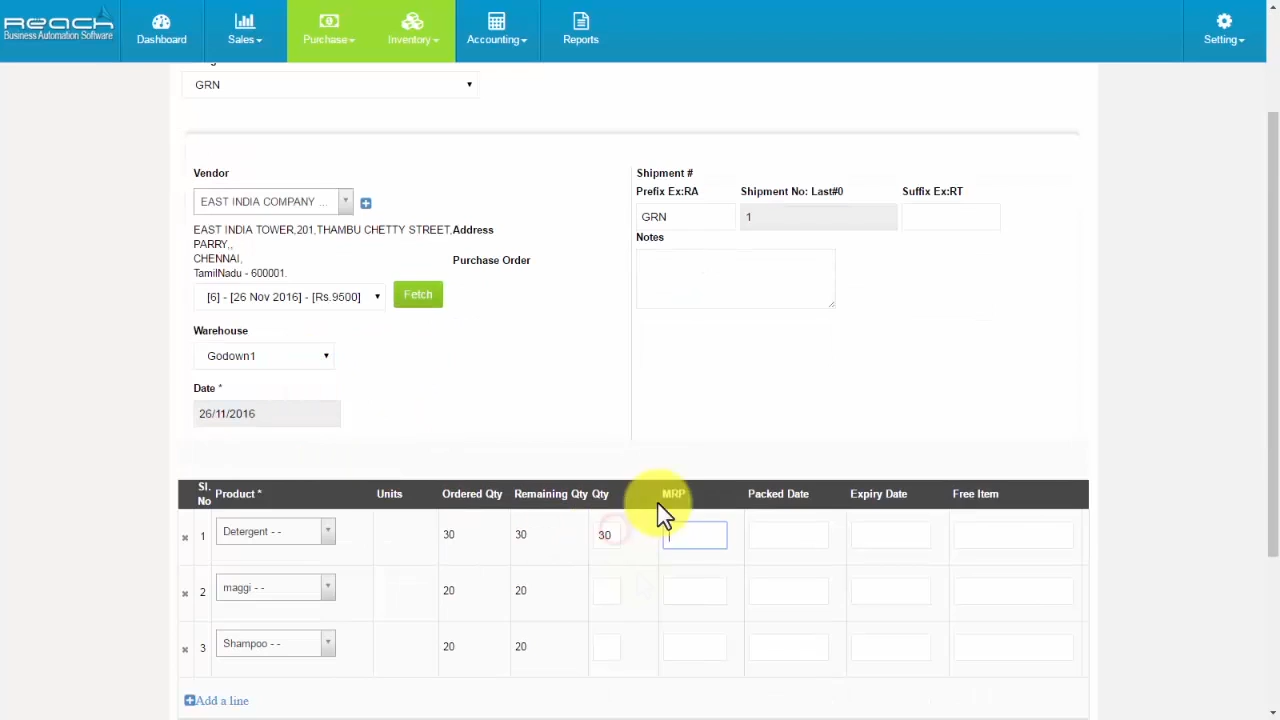 REACH
Business Automation Software
Dashboard
Sales
Purchase
Inventory
Accounting
Reports
Setting
GRN
Vendor
EAST INDIA COMPANY ...
EAST INDIA TOWER,201,THAMBU CHETTY STREET, Address
PARRY,,
CHENNAI,
TamilNadu - 600001.
Purchase Order
[6] - [26 Nov 2016] - [Rs.9500]
Fetch
Warehouse
Godown1
Date *
26/11/2016
Shipment #
Prefix Ex:RA Shipment No: Last#0 Suffix Ex:RT
GRN 1
Notes
Sl. No Product * Units Ordered Qty Remaining Qty Qty MRP Packed Date Expiry Date Free Item
1 Detergent - - 30 30 30
2 maggi - - 20 20
3 Shampoo - - 20 20
Add a line